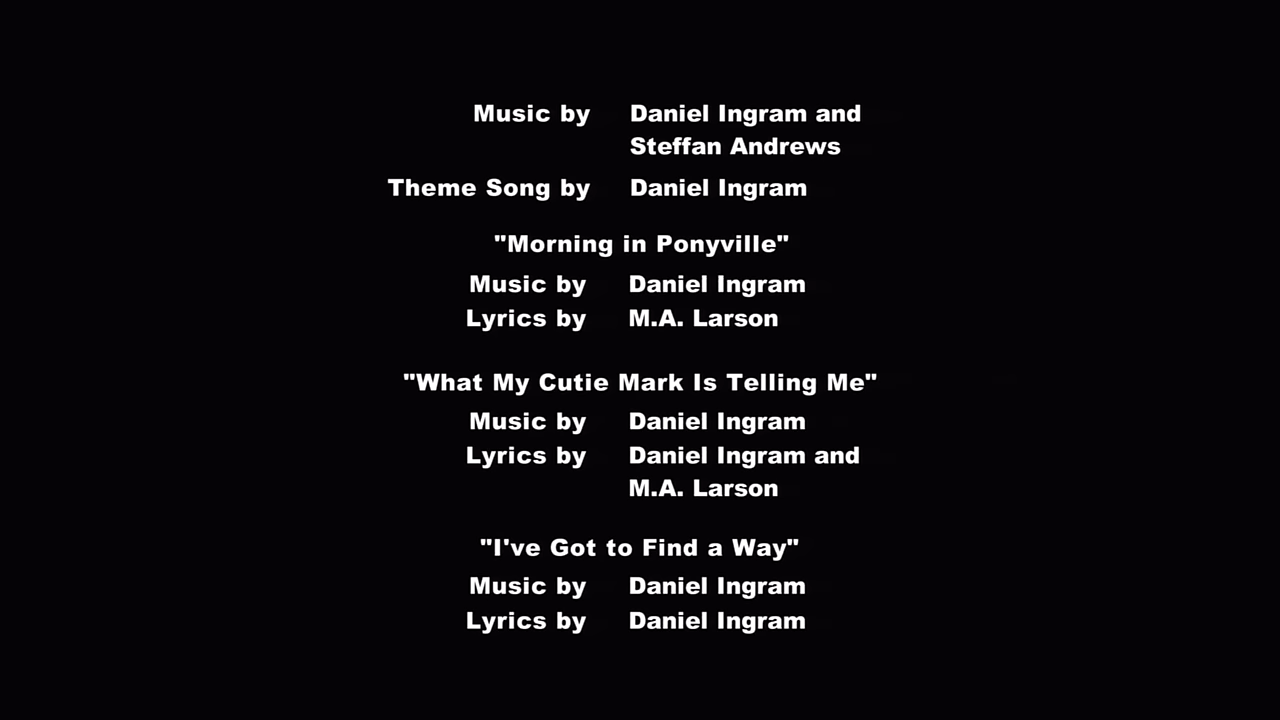 Music by Daniel Ingram and
Steffan Andrews
Theme Song by Daniel Ingram
"Morning in Ponyville"
Music by Daniel Ingram
Lyrics by M.A. Larson
"What My Cutie Mark Is Telling Me"
Music by Daniel Ingram
Lyrics by Daniel Ingram and
M.A. Larson
"I've Got to Find a Way"
Music by Daniel Ingram
Lyrics by Daniel Ingram